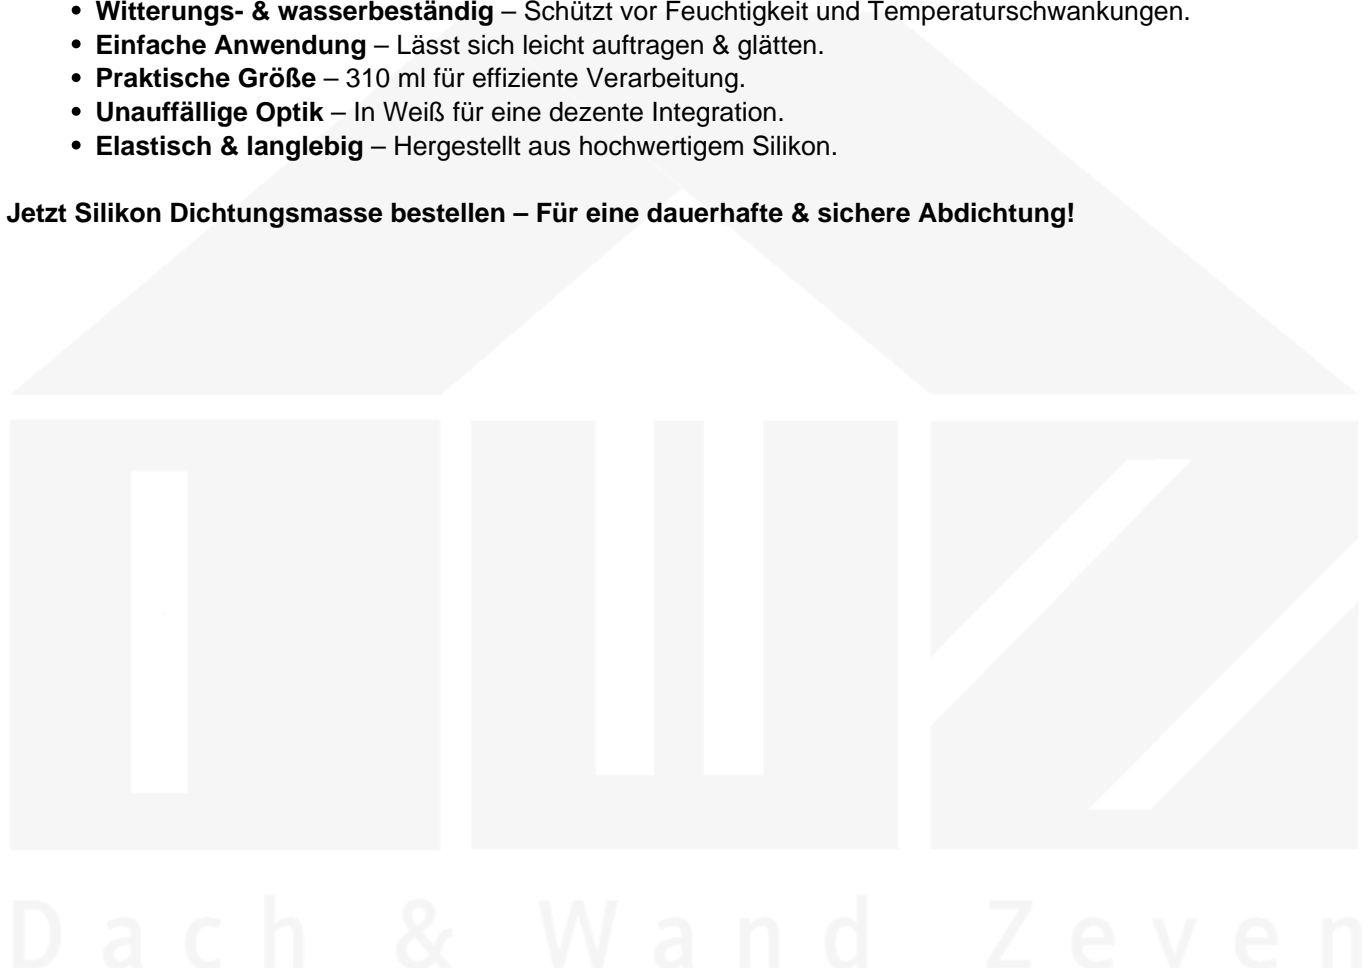 • Witterungs- & wasserbeständig – Schützt vor Feuchtigkeit und Temperaturschwankungen.
• Einfache Anwendung – Lässt sich leicht auftragen & glätten.
• Praktische Größe – 310 ml für effiziente Verarbeitung.
• Unauffällige Optik – In Weiß für eine dezente Integration.
• Elastisch & langlebig – Hergestellt aus hochwertigem Silikon.
Jetzt Silikon Dichtungsmasse bestellen – Für eine dauerhafte & sichere Abdichtung!
Dach & Wand Zeven